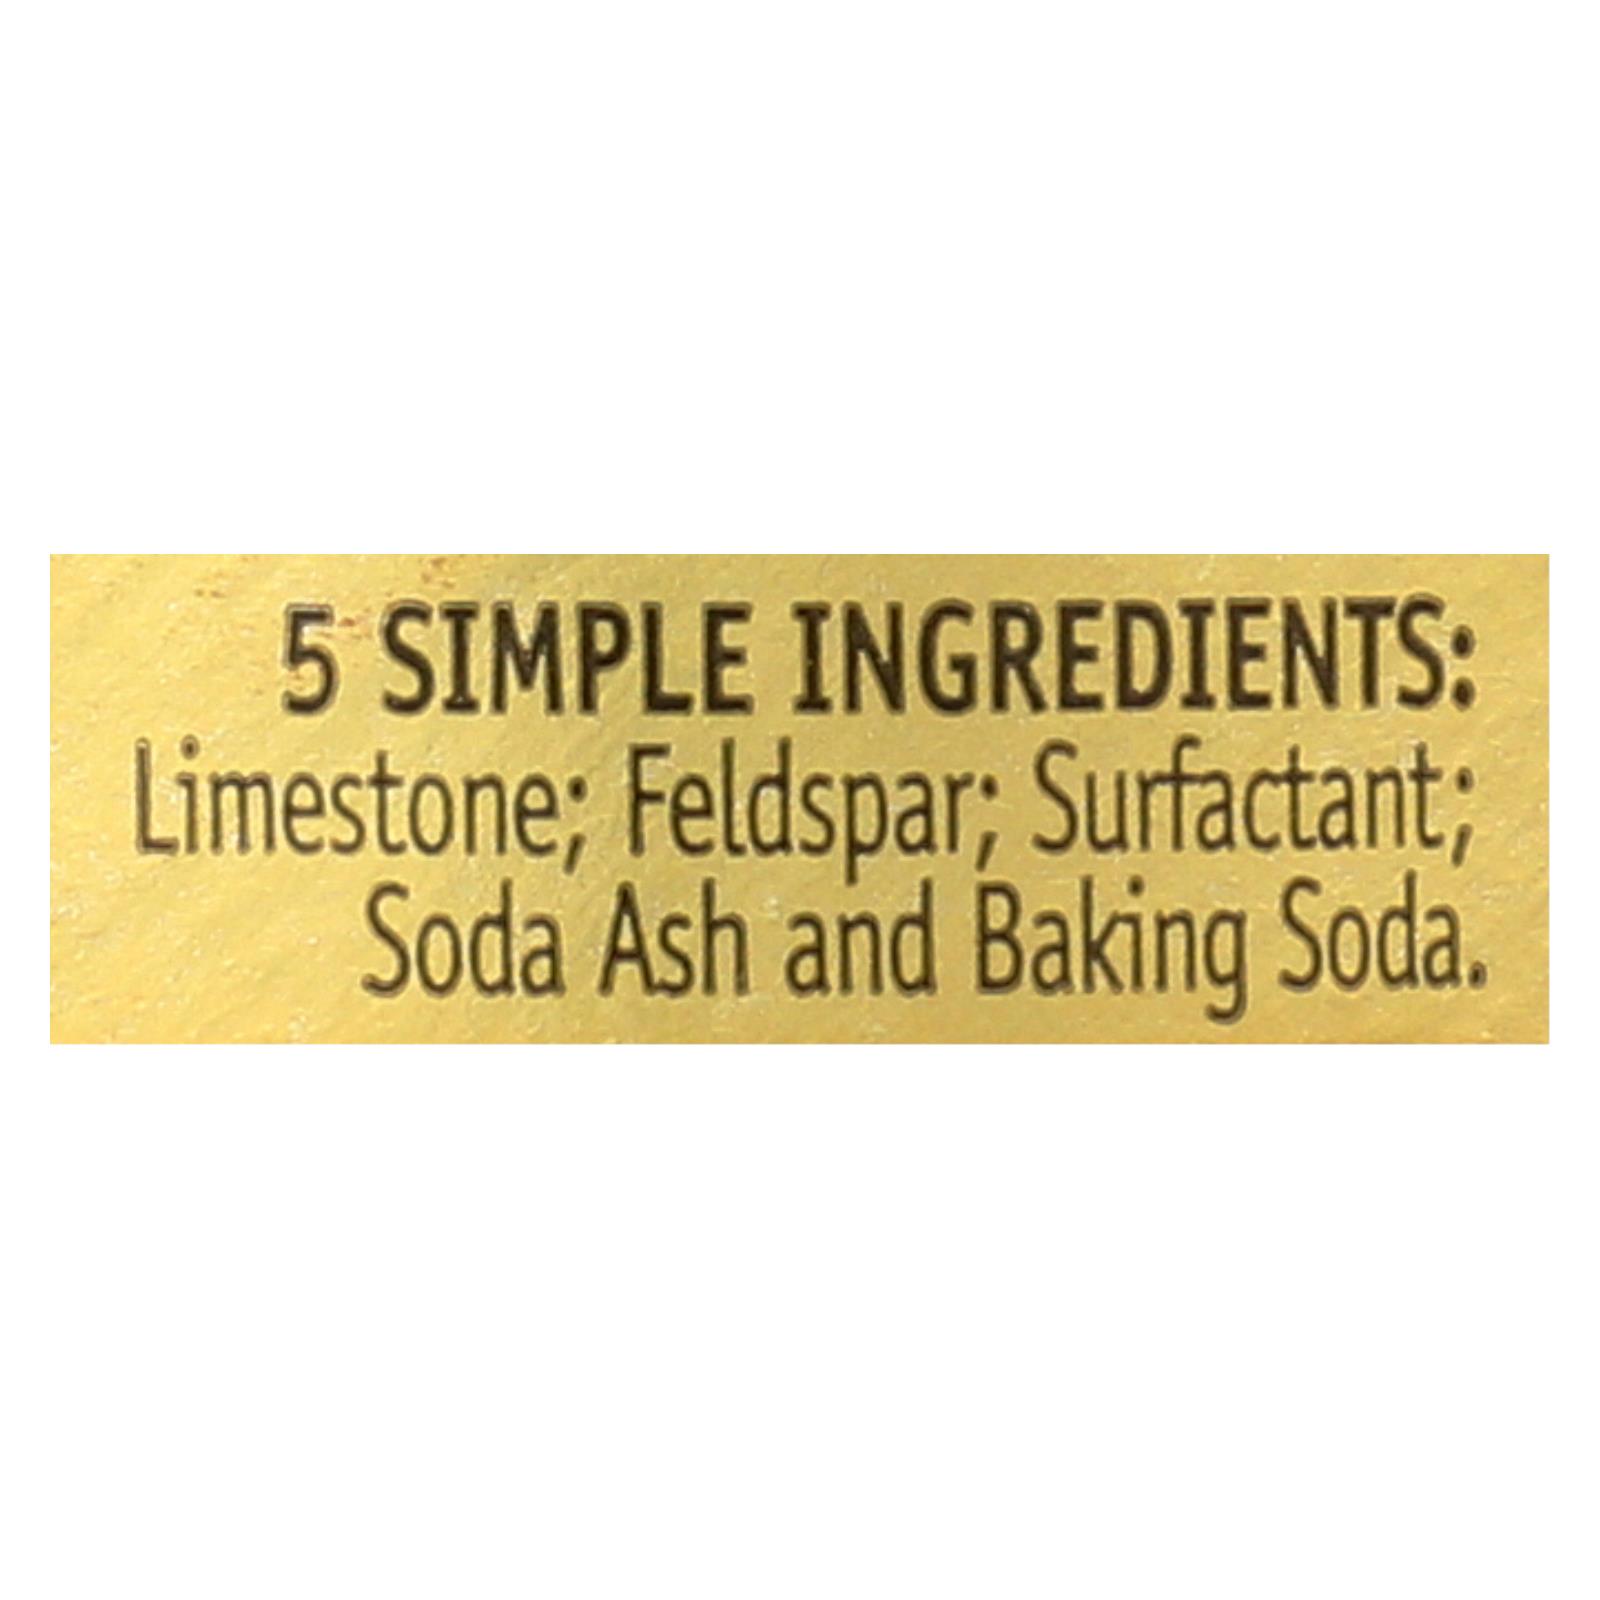 5 SIMPLE INGREDIENTS:
Limestone; Feldspar; Surfactant;
Soda Ash and Baking Soda.